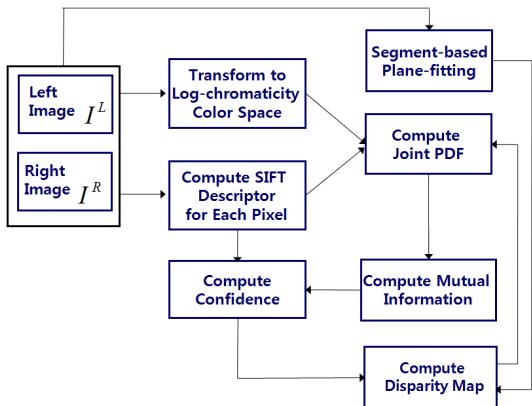 Segment-based
Plane-fitting
Left
Image I^L
Transform to
Log-chromaticity
Color Space
Compute
Joint PDF
Right
Image I^R
Compute SIFT
Descriptor
for Each Pixel
Compute
Confidence
Compute Mutual
Information
Compute
Disparity Map